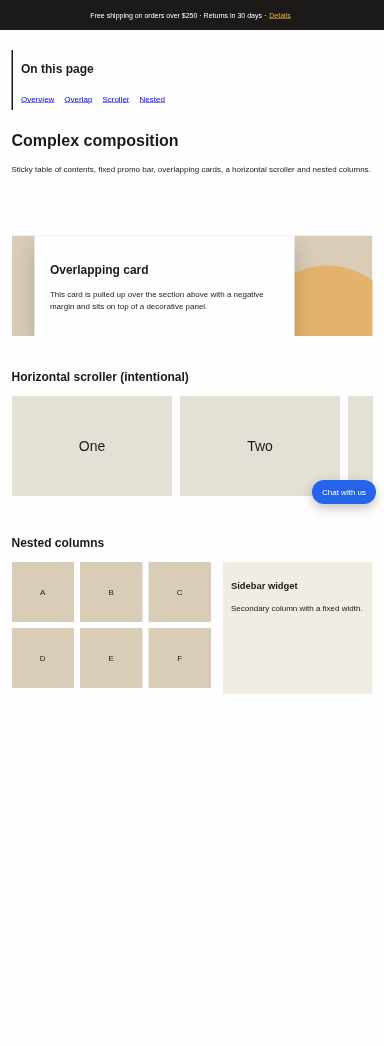 Free shipping on orders over $250 · Returns in 30 days · Details
On this page
Overview Overlap Scroller Nested
Complex composition
Sticky table of contents, fixed promo bar, overlapping cards, a horizontal scroller and nested columns.
Overlapping card
This card is pulled up over the section above with a negative
margin and sits on top of a decorative panel.
Horizontal scroller (intentional)
One Two
Chat with us
Nested columns
A B C
D E F
Sidebar widget
Secondary column with a fixed width.